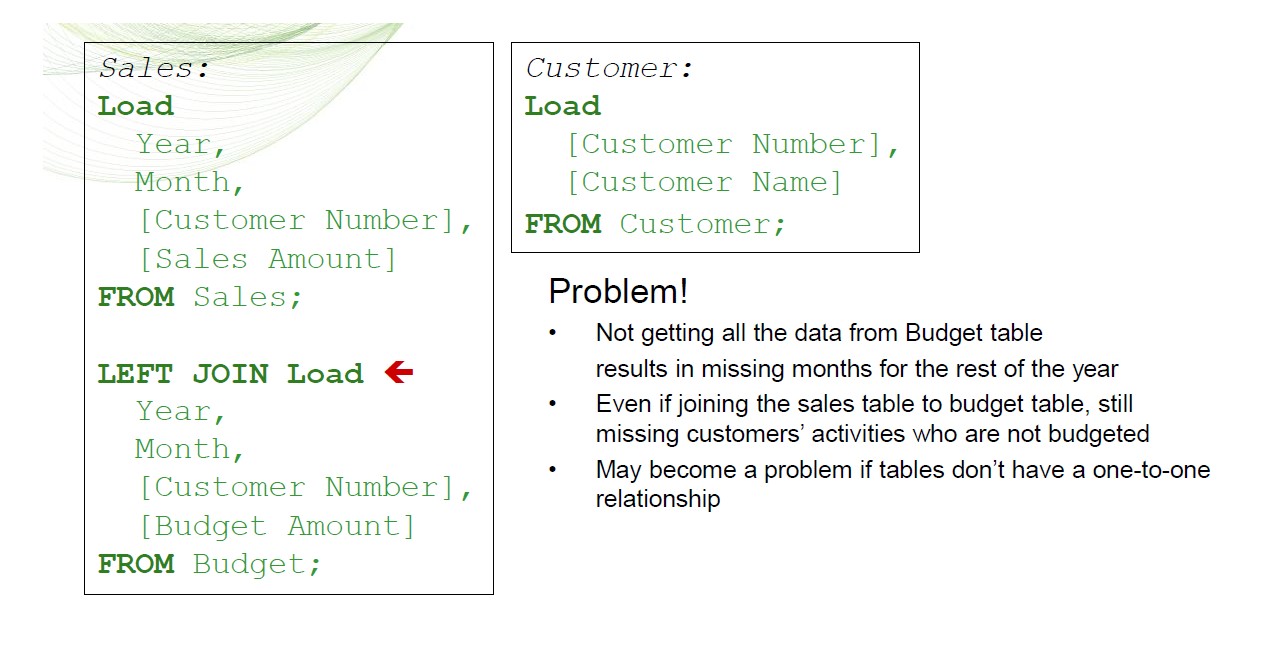 Sales:
Load
Year,
Month,
[Customer Number],
[Sales Amount]
FROM Sales;
LEFT JOIN Load
Year,
Month,
[Customer Number],
[Budget Amount]
FROM Budget;
Customer:
Load
[Customer Number],
[Customer Name]
FROM Customer;
Problem!
• Not getting all the data from Budget table
results in missing months for the rest of the year
• Even if joining the sales table to budget table, still
missing customers’ activities who are not budgeted
• May become a problem if tables don’t have a one-to-one
relationship